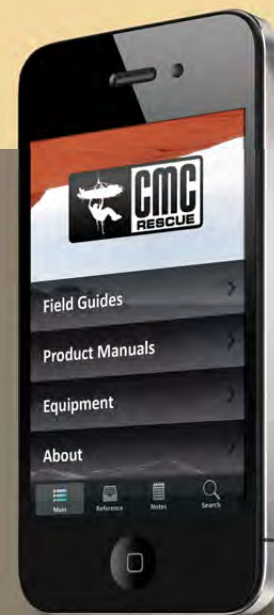 CMC
RESCUE
Field Guides
Product Manuals
Equipment
About
Main
Reference
Notes
Search